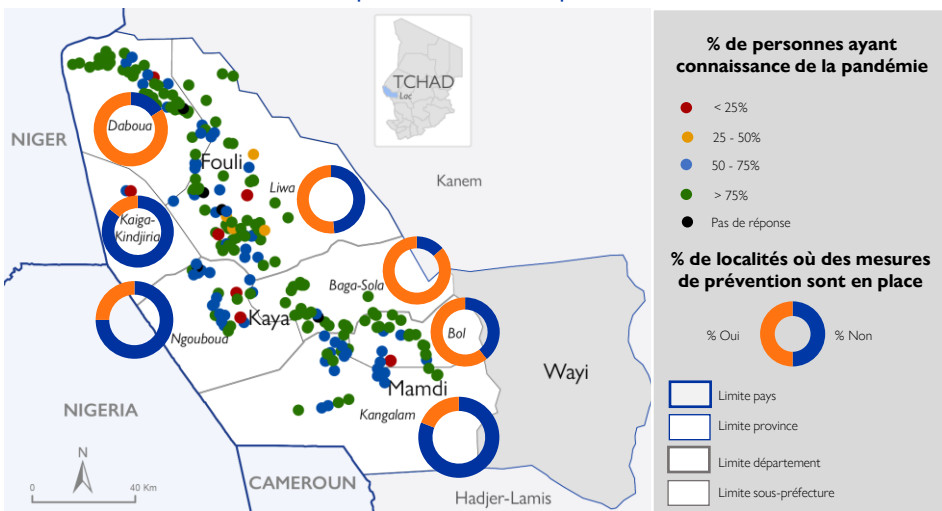 TCHAD
Lac
NIGER
Daboua
Fouli
Liwa
Kanem
Kaiga-
Kindjiria
Baga-Sola
Kaya
Ngouboua
Bol
Wayi
Mamdi
Kangalam
NIGERIA
N
0 40 Km
CAMEROUN
Hadjer-Lamis
% de personnes ayant
connaissance de la pandémie
< 25%
25 - 50%
50 - 75%
> 75%
Pas de réponse
% de localités où des mesures
de prévention sont en place
% Oui % Non
Limite pays
Limite province
Limite département
Limite sous-préfecture